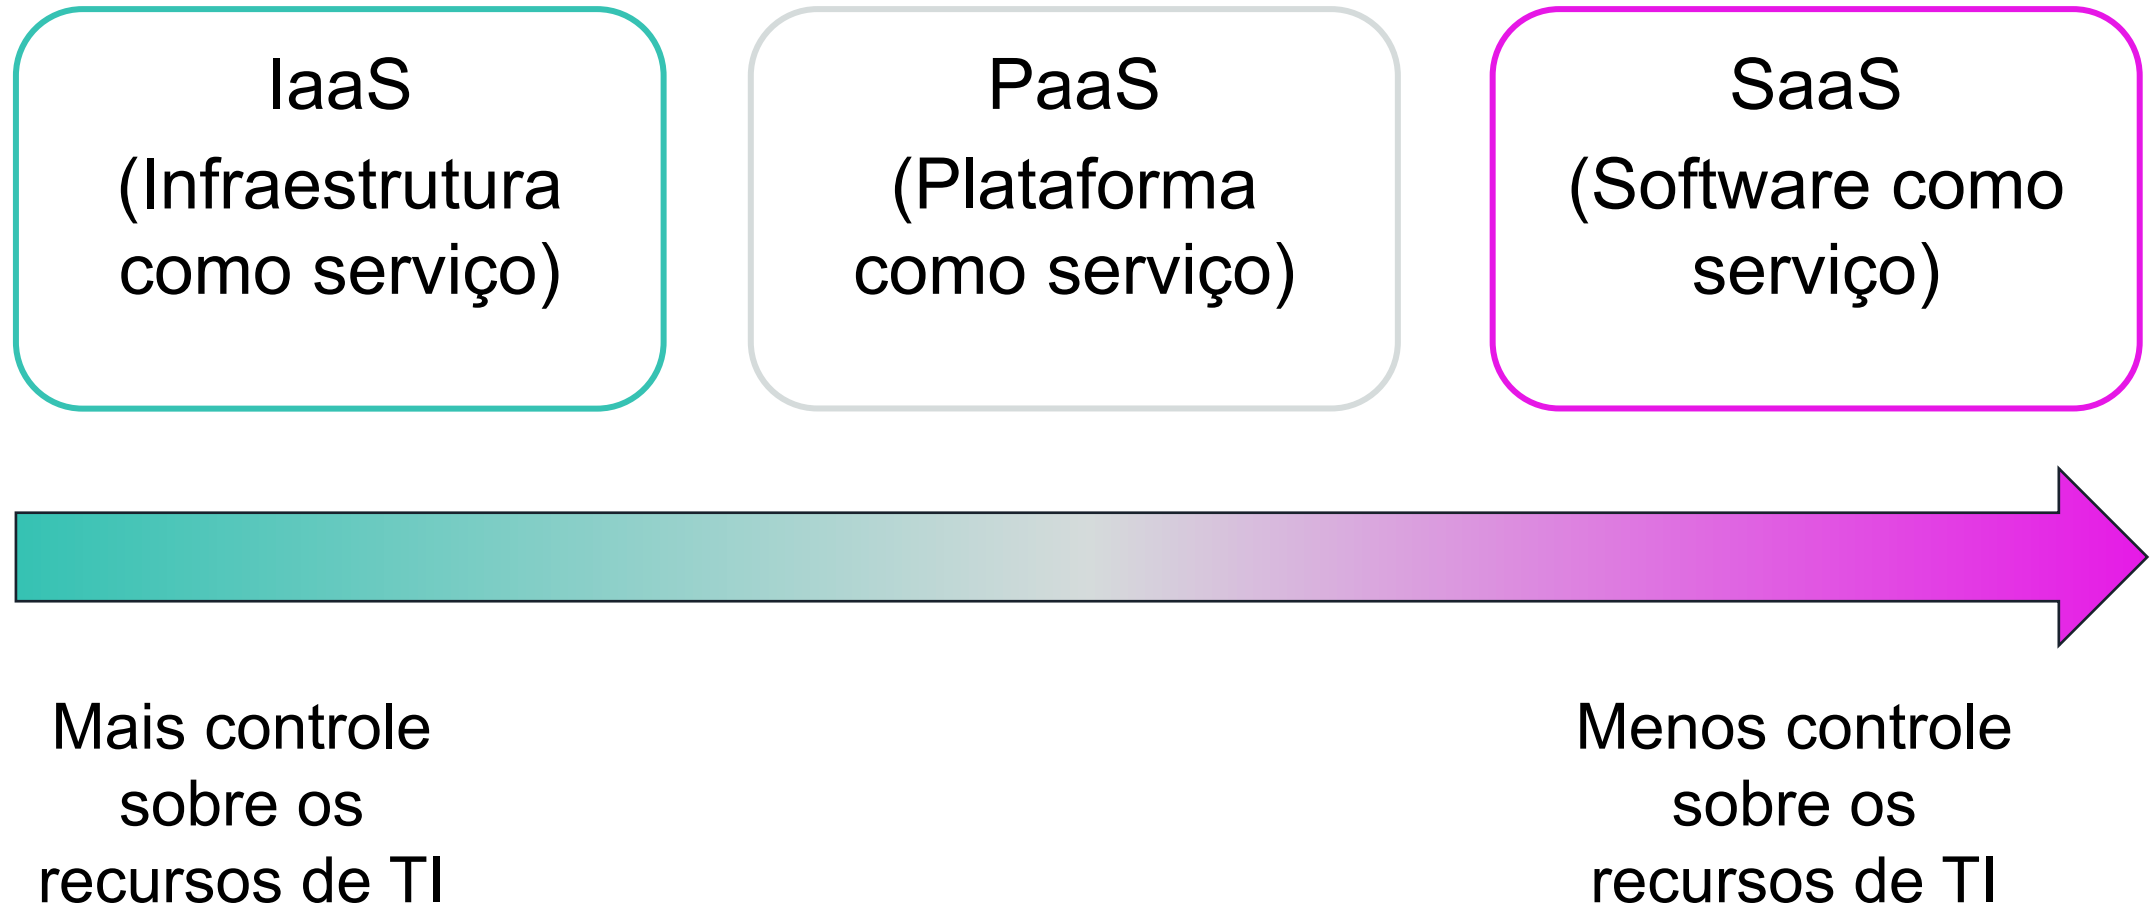 IaaS
(Infraestrutura
como serviço)
PaaS
(Plataforma
como serviço)
SaaS
(Software como
serviço)
Mais controle
sobre os
recursos de TI
Menos controle
sobre os
recursos de TI